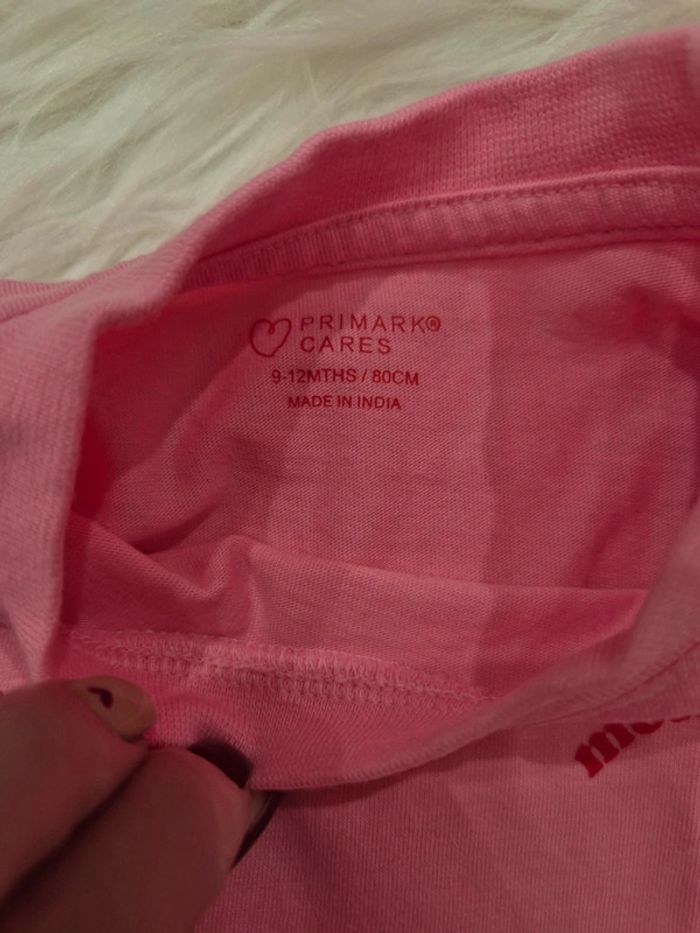 PRIMARK®
CARES
9-12MTHS / 80CM
MADE IN INDIA